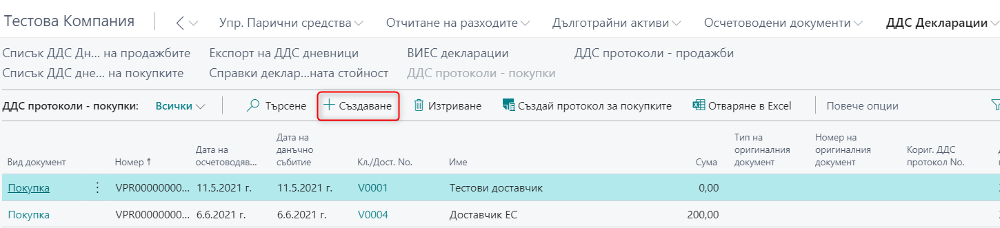 Тестова Компания Упр. Парични средства Отчитане на разходите Дълготрайни активи Осчетоводени документи ДДС Декларации
Списък ДДС Дн... на продажбите Експорт на ДДС дневници ВИЕС декларации ДДС протоколи - продажби
Списък ДДС дне... на покупките Справки деклар...ната стойност ДДС протоколи - покупки
ДДС протоколи - покупки: Всички Търсене Създаване Изтриване Създай протокол за покупките Отваряне в Excel Повече опции
Вид документ Номер ↑ Дата на осчетоводяв... Дата на данъчно събитие Кл./Дост. No. Име Сума Тип на оригиналния документ Номер на оригиналния документ Кориг. ДДС протокол No.
Покупка VPR00000000... 11.5.2021 г. 11.5.2021 г. V0001 Тестови доставчик 0,00
Покупка VPR00000000... 6.6.2021 г. 6.6.2021 г. V0004 Доставчик ЕС 200,00